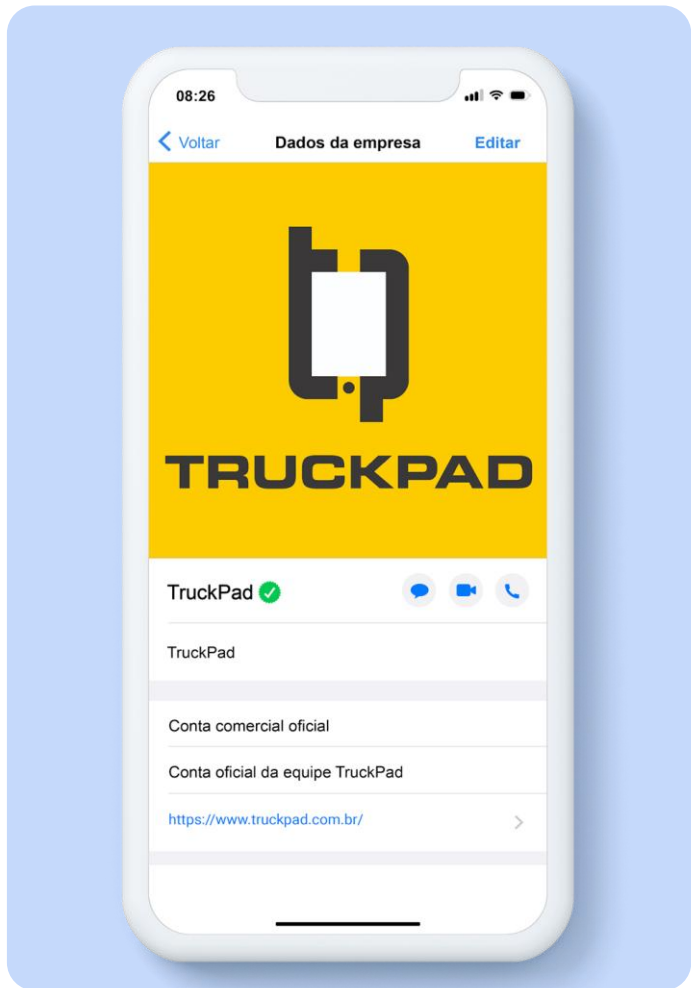 08:26
Voltar Dados da empresa Editar
TRUCKPAD
TruckPad
TruckPad
Conta comercial oficial
Conta oficial da equipe TruckPad
https://www.truckpad.com.br/